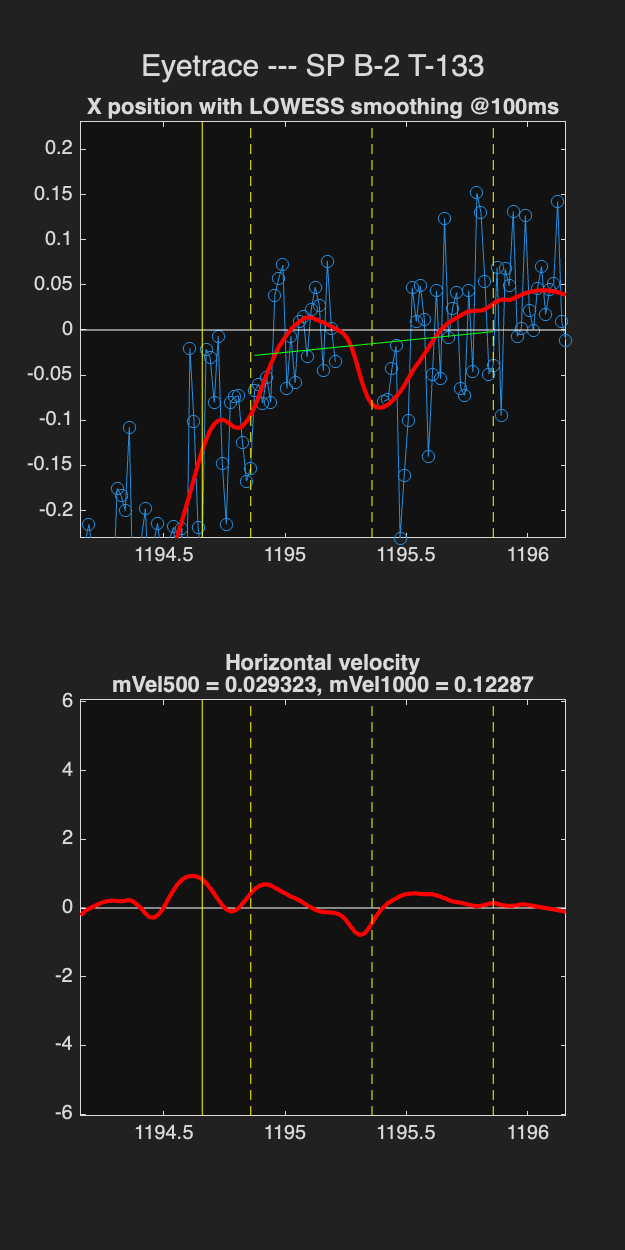 Eyetrace --- SP B-2 T-133
X position with LOWESS smoothing @100ms
0.2
0.15
0.1
0.05
0
-0.05
-0.1
-0.15
-0.2
1194.5 1195 1195.5 1196
Horizontal velocity
mVel500 = 0.029323, mVel1000 = 0.12287
6
4
2
0
-2
-4
-6
1194.5 1195 1195.5 1196